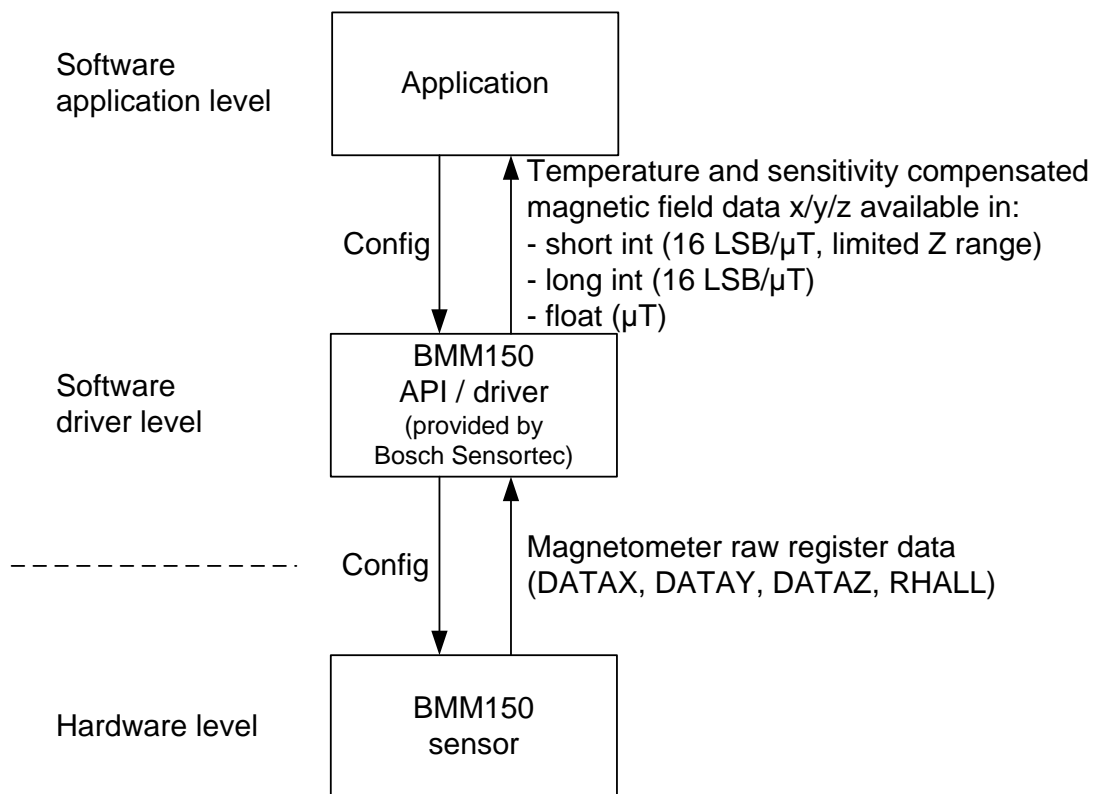 Software
application level
Application
Temperature and sensitivity compensated
magnetic field data x/y/z available in:
- short int (16 LSB/µT, limited Z range)
- long int (16 LSB/µT)
- float (µT)
Config
Software
driver level
BMM150
API / driver
(provided by
Bosch Sensortec)
Config
Magnetometer raw register data
(DATAX, DATAY, DATAZ, RHALL)
Hardware level
BMM150
sensor